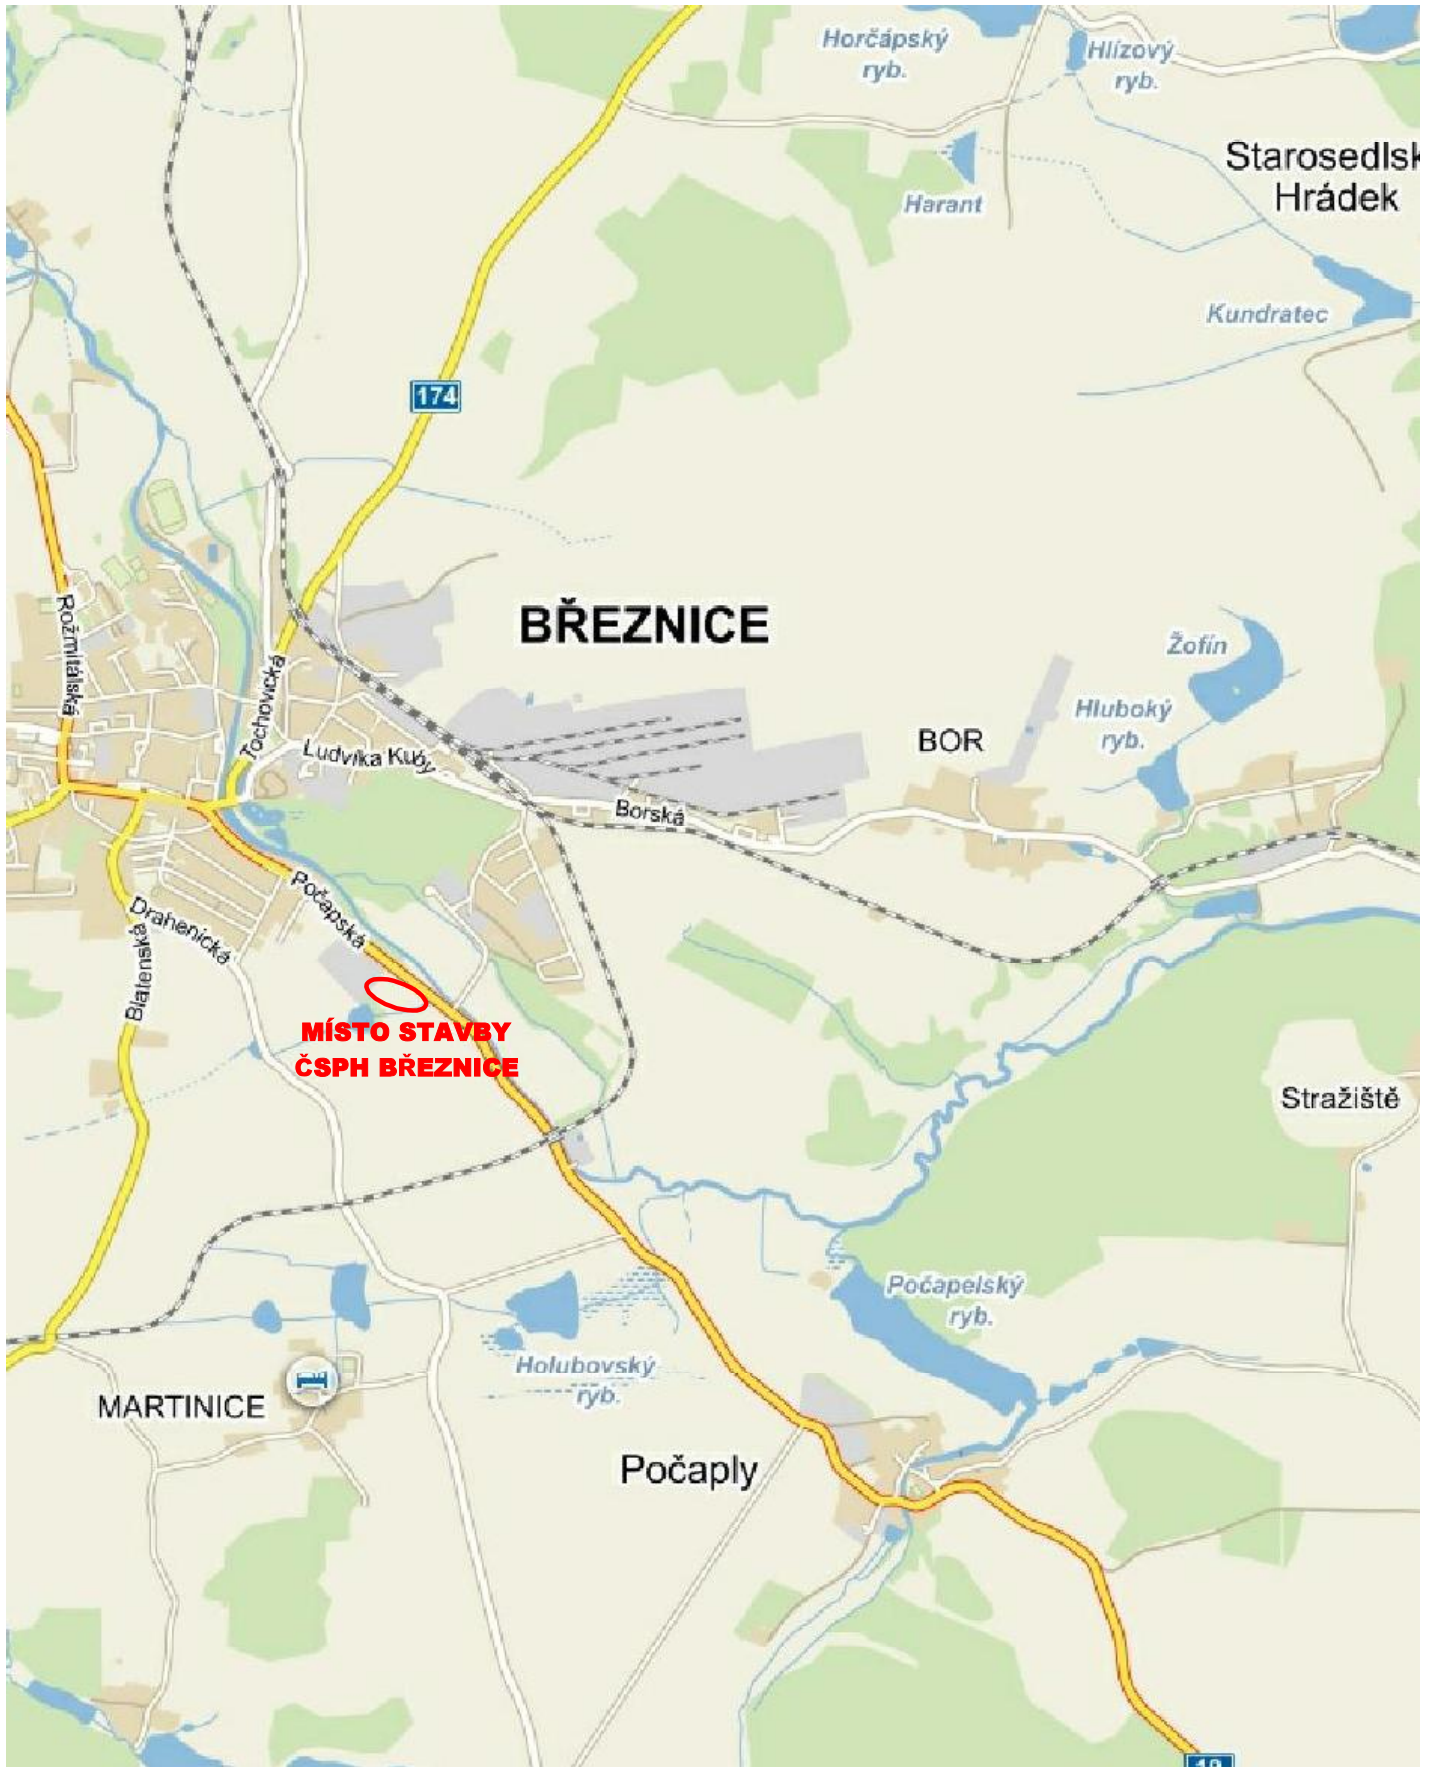 Horčápský
ryb.
Hlízový
ryb.
Starosedlsk
Hrádek
Harant
Kundratec
174
BŘEZNICE
Rožmitálská
Tochovická
Žofín
Hluboký
ryb.
BOR
Ludvíka Kuby
Borská
Počapská
Drahenická
Blatenská
MÍSTO STAVBY
ČSPH BŘEZNICE
Stražiště
Počapelský
ryb.
Holubovský
ryb.
MARTINICE
Počaply